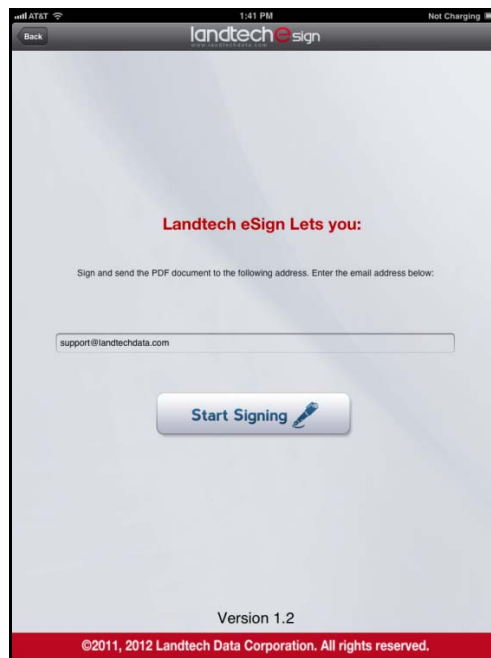 AT&T 1:41 PM Not Charging
Back landtech esign
www.landtechdata.com
Landtech eSign Lets you:
Sign and send the PDF document to the following address. Enter the email address below:
support@landtechdata.com
Start Signing
Version 1.2
©2011, 2012 Landtech Data Corporation. All rights reserved.